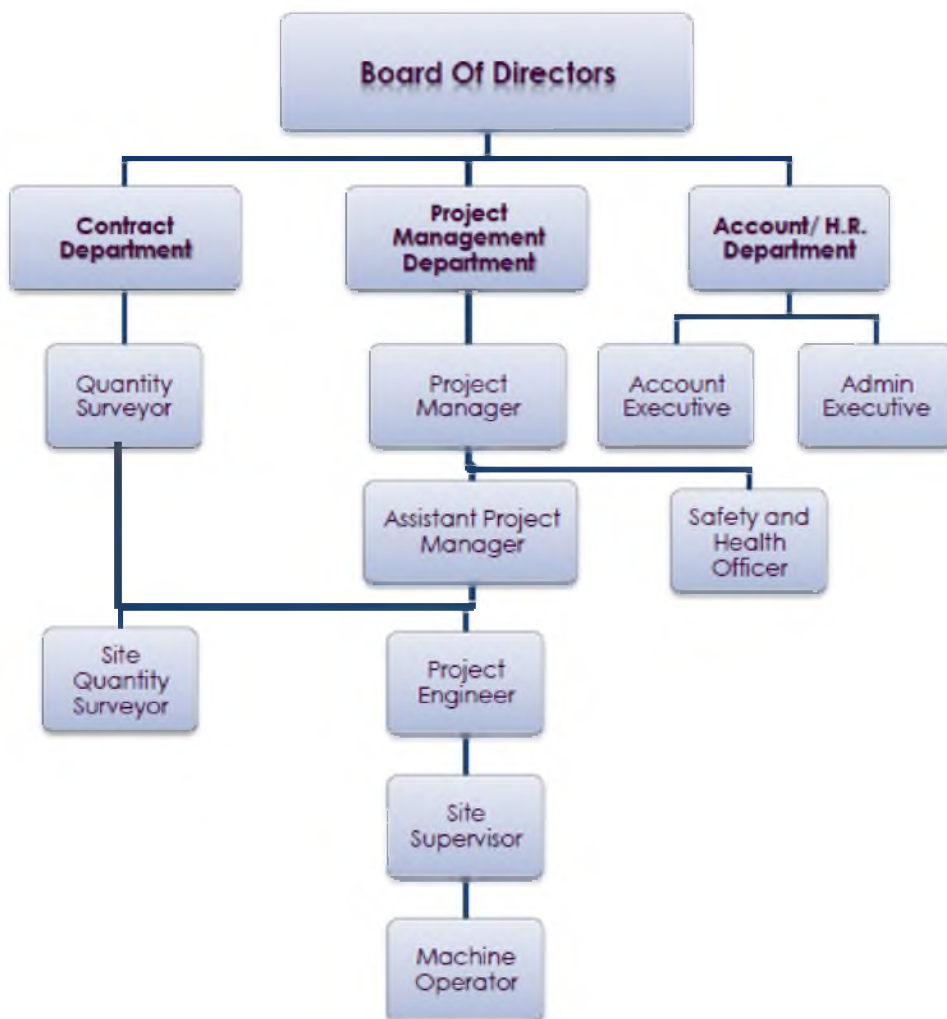 Board Of Directors
Contract
Department
Project
Management
Department
Account/ H.R.
Department
Quantity
Surveyor
Project
Manager
Account
Executive
Admin
Executive
Assistant Project
Manager
Safety and
Health
Officer
Site
Quantity
Surveyor
Project
Engineer
Site
Supervisor
Machine
Operator